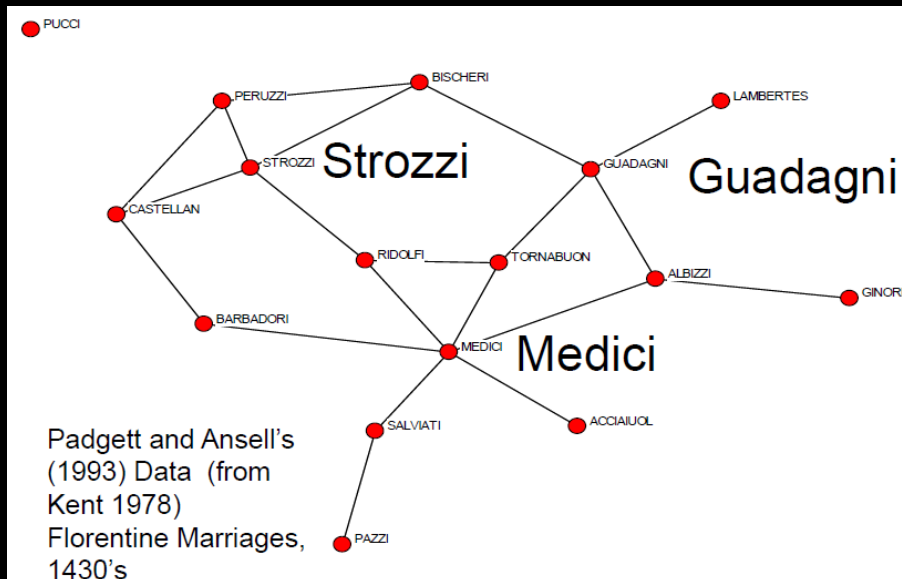 PUCCI
BISCHERI
PERUZZI
LAMBERTES
STROZZI
Strozzi
GUADAGNI
Guadagni
CASTELLAN
RIDOLFI
TORNABUON
ALBIZZI
GINORI
BARBADORI
MEDICI
Medici
SALVIATI
ACCIAIUOL
Padgett and Ansell's
(1993) Data (from
Kent 1978)
Florentine Marriages,
1430's
PAZZI